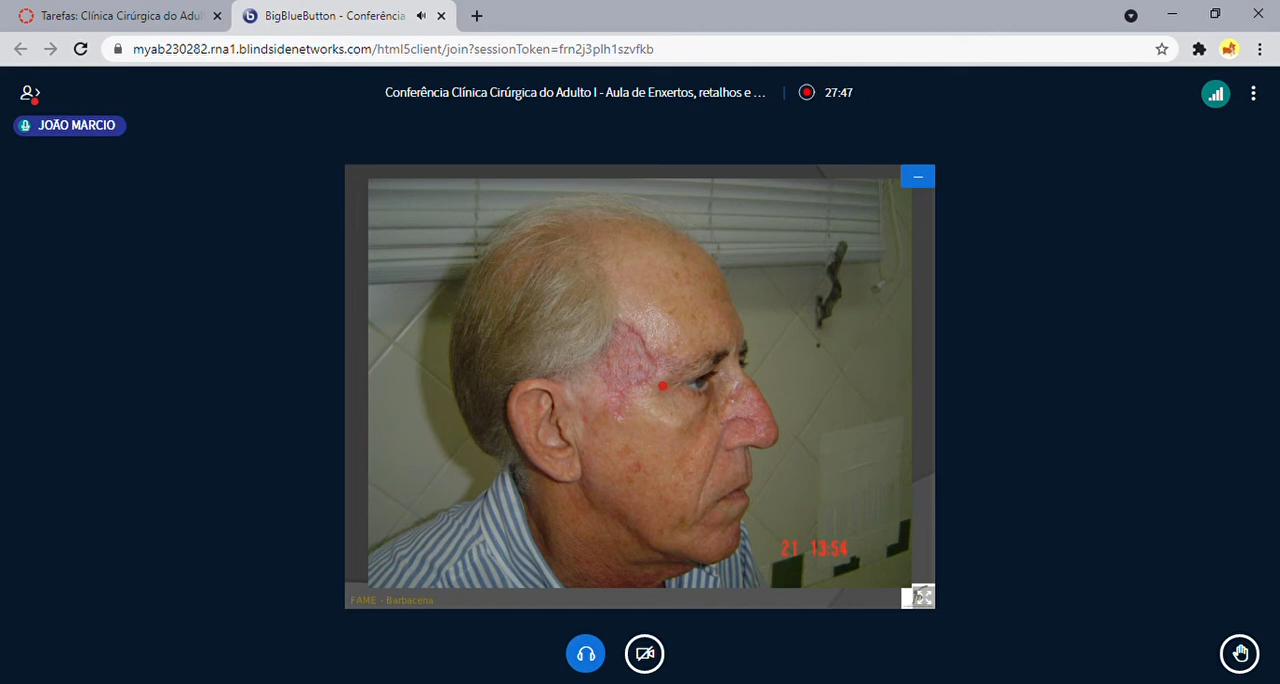 Tarefas: Clínica Cirúrgica do Adul
BigBlueButton - Conferência
myab230282.rna1.blindsidenetworks.com/html5client/join?sessionToken=frn2j3plh1szvfkb
Conferência Clínica Cirúrgica do Adulto I - Aula de Enxertos, retalhos e ...
27:47
JOÃO MARCIO
21 13:54
FAME - Barbacena